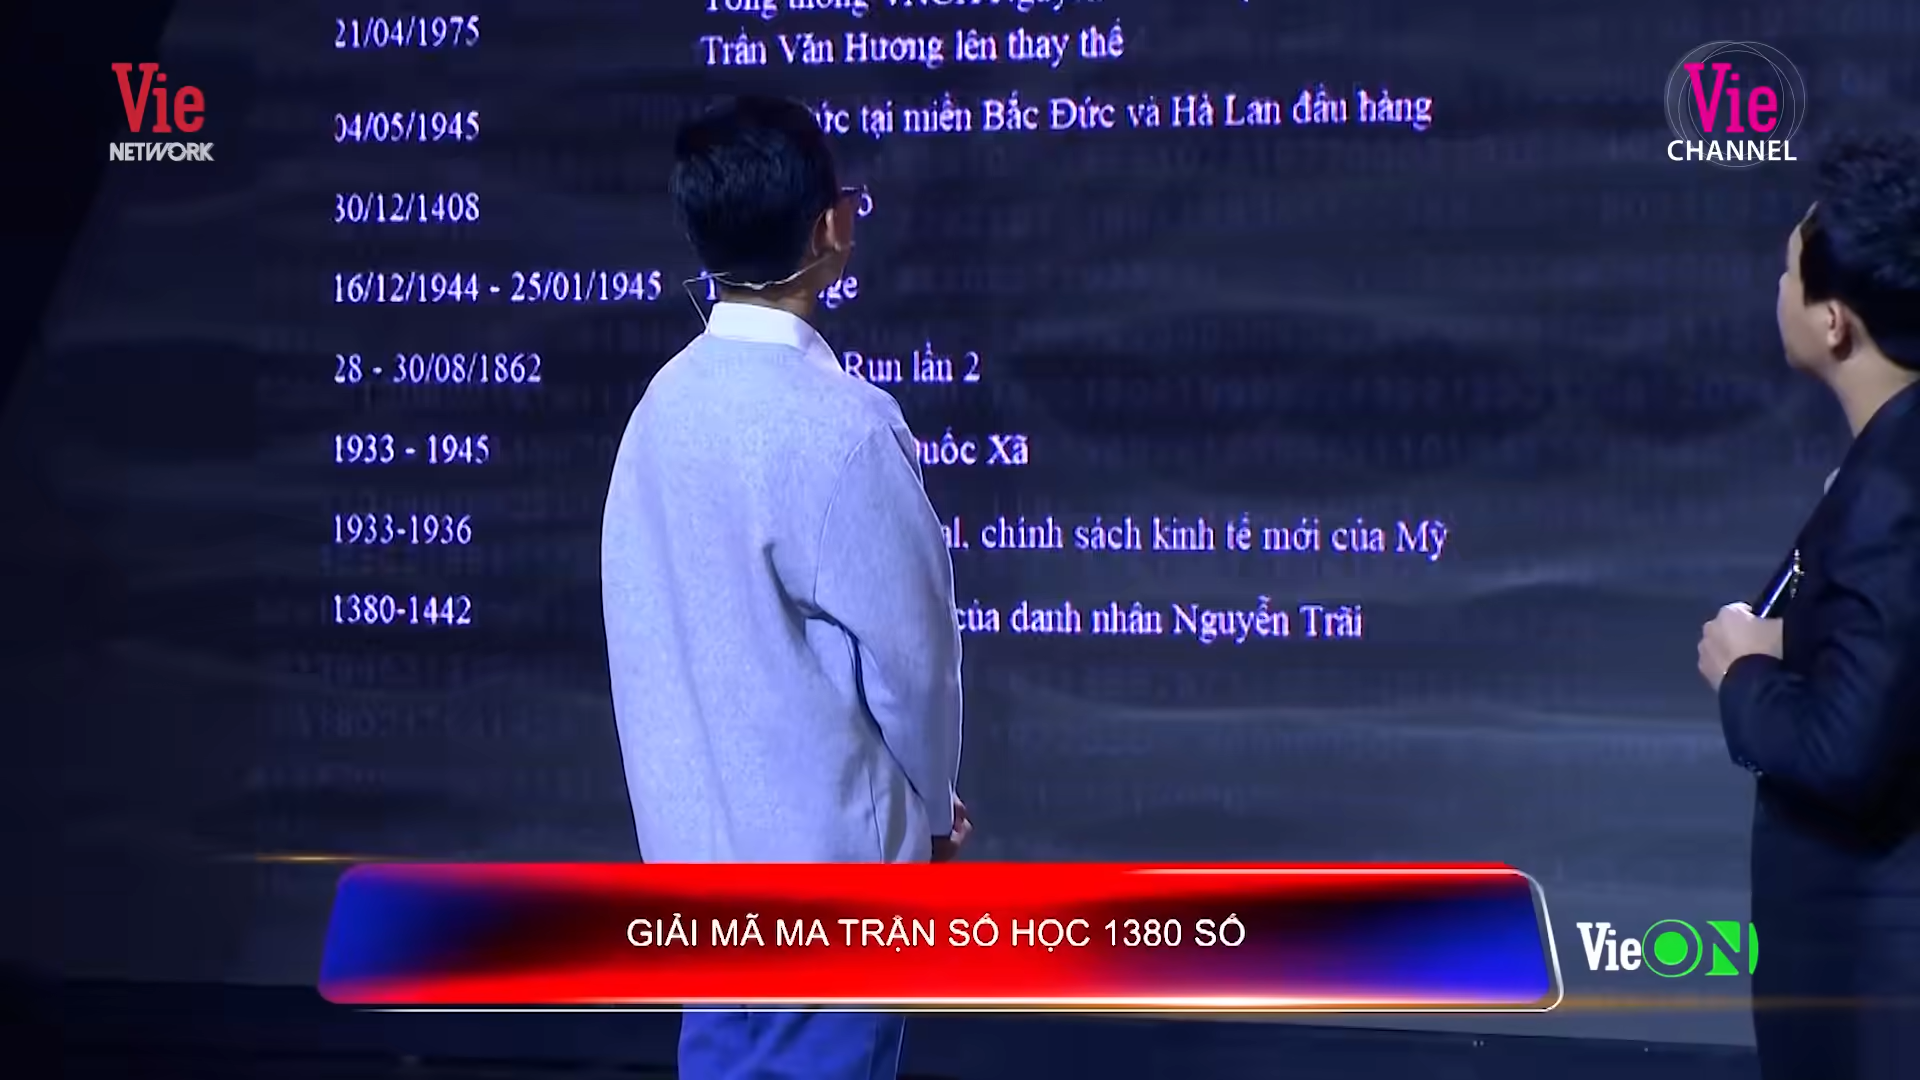 21/04/1975
Trần Văn Hương lên thay thế
04/05/1945 tại miền Bắc Đức và Hà Lan đầu hàng
30/12/1408
16/12/1944 - 25/01/1945
28 - 30/08/1862 Run lần 2
1933 - 1945 Xã
1933-1936 chính sách kinh tế mới của Mỹ
1380-1442 của danh nhân Nguyễn Trãi
Vie
NETWORK
Vie
CHANNEL
GIẢI MÃ MA TRẬN SỐ HỌC 1380 SỐ
VieON